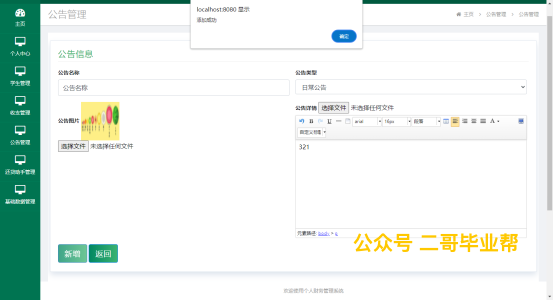 公告管理
主页 > 公告管理 > 公告管理
localhost:8080 显示
添加成功
确定
主页
个人中心
学生管理
收支管理
公告管理
还贷助手管理
基础数据管理
公告信息
公告名称
公告名称
公告类型
日常公告
公告图片
选择文件 未选择任何文件
公告详情 选择文件 未选择任何文件
arial 16px 段落
自定义标题
321
元素路径: body > p
公众号 二哥毕业帮
新增 返回
欢迎使用个人财务管理系统